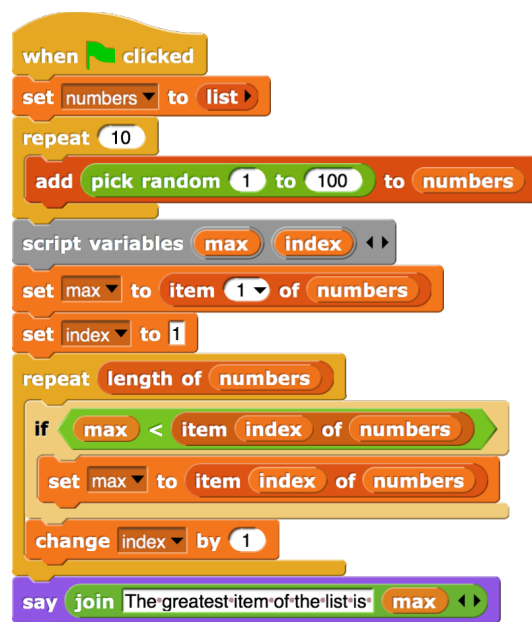 when clicked
set numbers to list
repeat 10
add pick random 1 to 100 to numbers
script variables max index
set max to item 1 of numbers
set index to 1
repeat length of numbers
if max < item index of numbers
set max to item index of numbers
change index by 1
say join The greatest item of the list is max